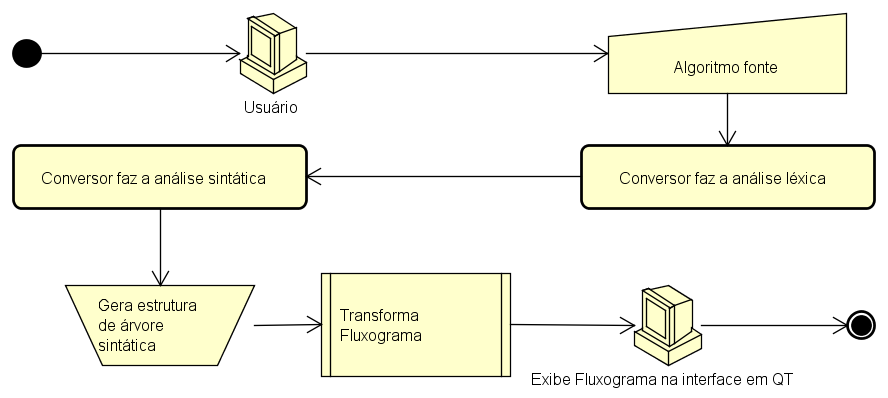 Usuário
Algoritmo fonte
Conversor faz a análise sintática
Conversor faz a análise léxica
Gera estrutura
de árvore
sintática
Transforma
Fluxograma
Exibe Fluxograma na interface em QT